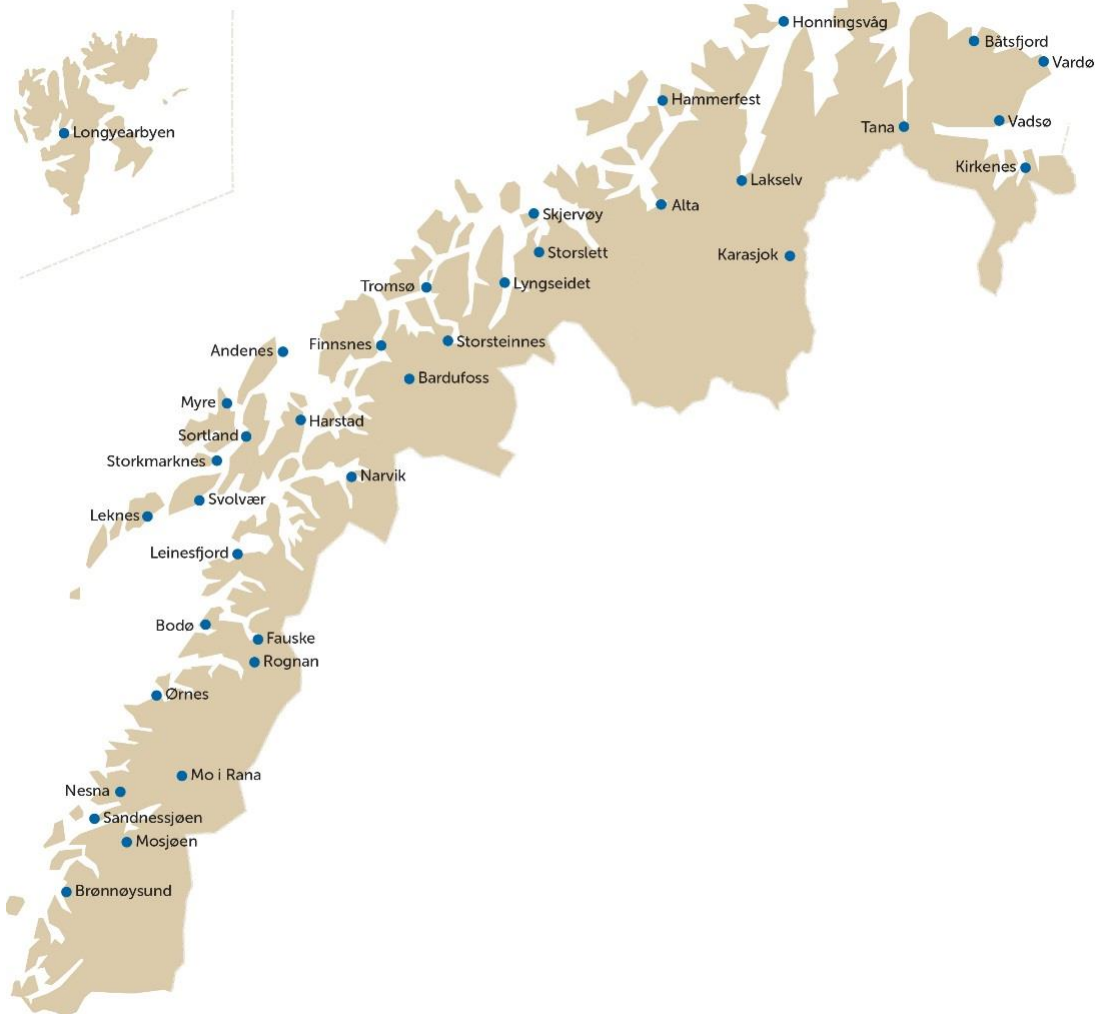 Honningsvåg
Båtsfjord
Vardø
Hammerfest
Longyearbyen
Tana
Vadsø
Kirkenes
Lakselv
Alta
Skjervøy
Storslett
Karasjok
Tromsø
Lyngseidet
Andenes
Finnsnes
Storsteinnes
Bardufoss
Myre
Harstad
Sortland
Storkmarknes
Narvik
Svolvær
Leknes
Leinesfjord
Bodø
Fauske
Rognan
Ørnes
Mo i Rana
Nesna
Sandnessjøen
Mosjøen
Brønnøysund